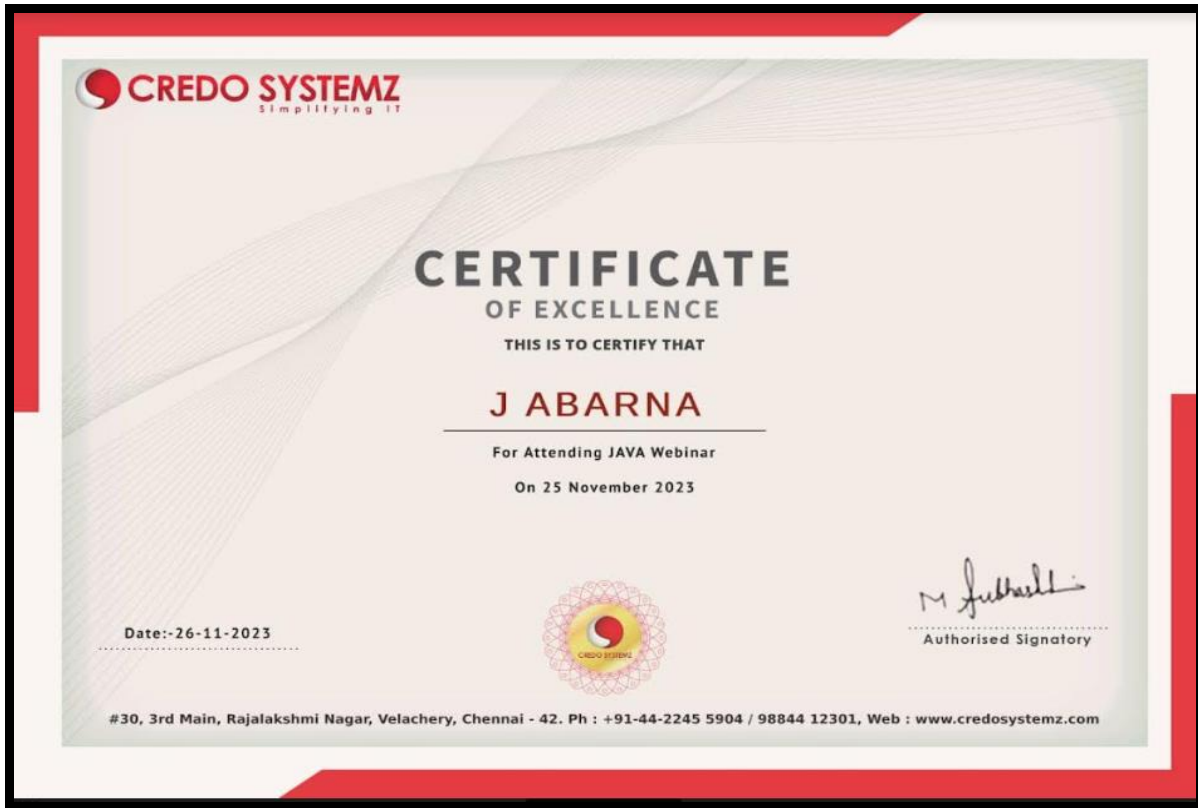 CREDO SYSTEMZ
Simplifying IT
CERTIFICATE
OF EXCELLENCE
THIS IS TO CERTIFY THAT
J ABARNA
For Attending JAVA Webinar
On 25 November 2023
Date:-26-11-2023
CREDO SYSTEMZ
Authorised Signatory
#30, 3rd Main, Rajalakshmi Nagar, Velachery, Chennai - 42. Ph : +91-44-2245 5904 / 98844 12301, Web : www.credosystemz.com